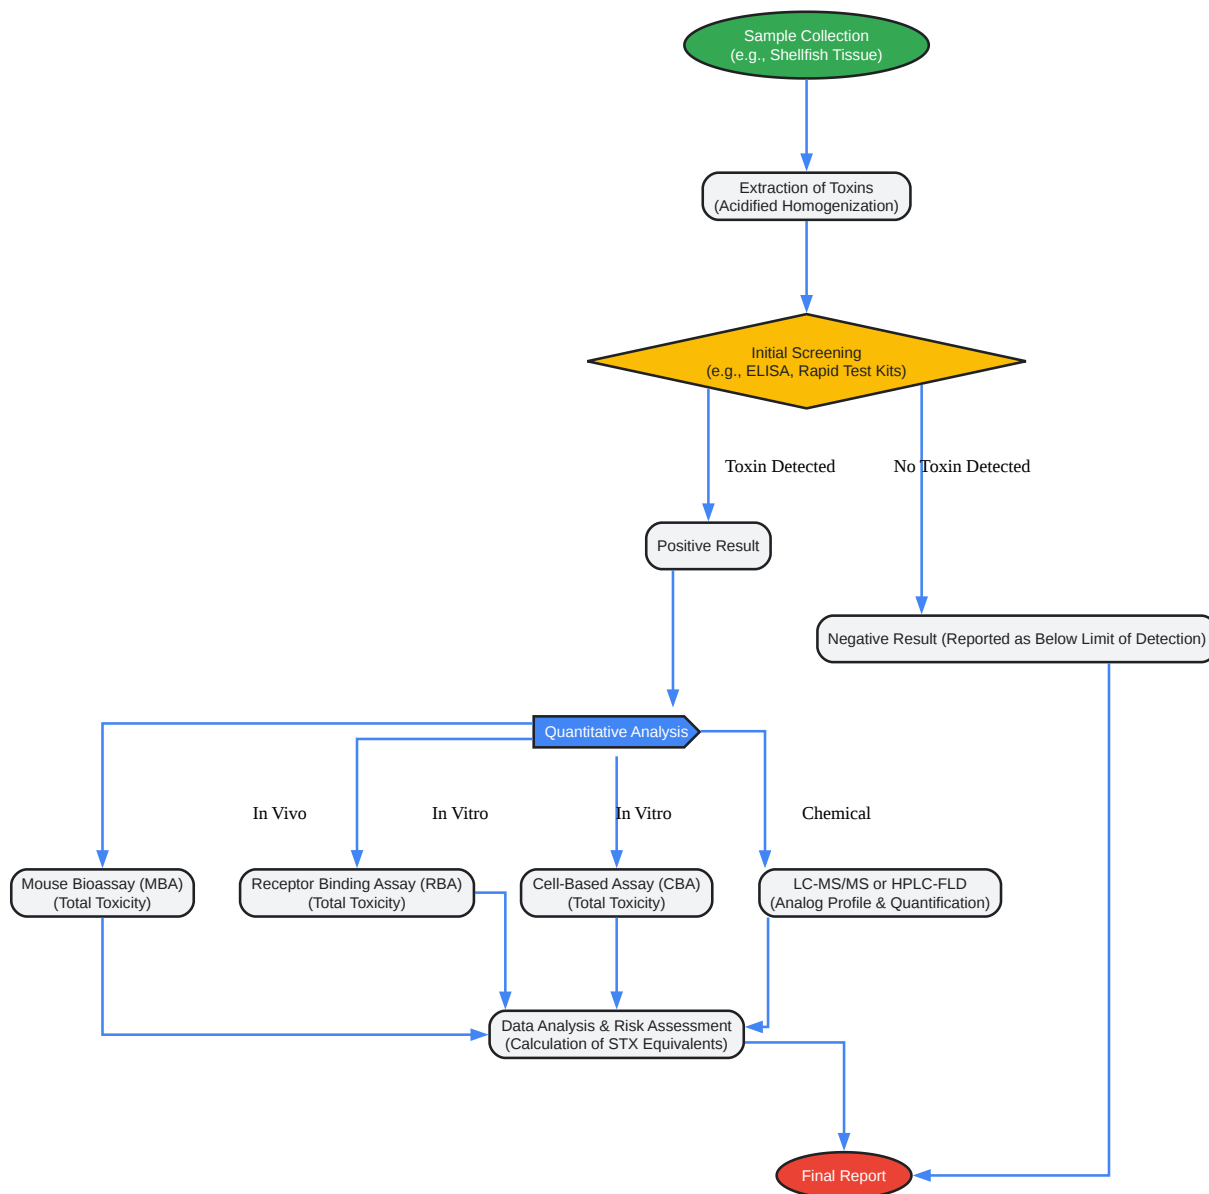 Sample Collection
(e.g., Shellfish Tissue)
Extraction of Toxins
(Acidified Homogenization)
Initial Screening
(e.g., ELISA, Rapid Test Kits)
Toxin Detected
No Toxin Detected
Positive Result
Negative Result (Reported as Below Limit of Detection)
Quantitative Analysis
In Vivo
In Vitro
In Vitro
Chemical
Mouse Bioassay (MBA)
(Total Toxicity)
Receptor Binding Assay (RBA)
(Total Toxicity)
Cell-Based Assay (CBA)
(Total Toxicity)
LC-MS/MS or HPLC-FLD
(Analog Profile & Quantification)
Data Analysis & Risk Assessment
(Calculation of STX Equivalents)
Final Report